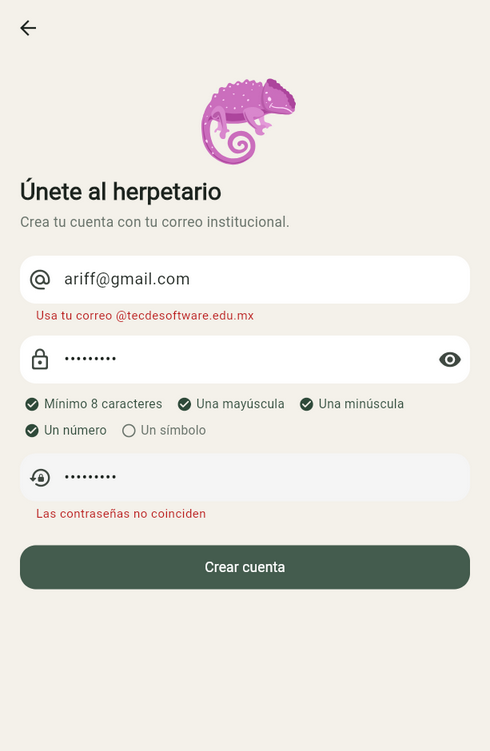 Únete al herpetario
Crea tu cuenta con tu correo institucional.
ariff@gmail.com
Usa tu correo @tecdesoftware.edu.mx
•••••••••
Mínimo 8 caracteres Una mayúscula Una minúscula
Un número Un símbolo
•••••••••
Las contraseñas no coinciden
Crear cuenta